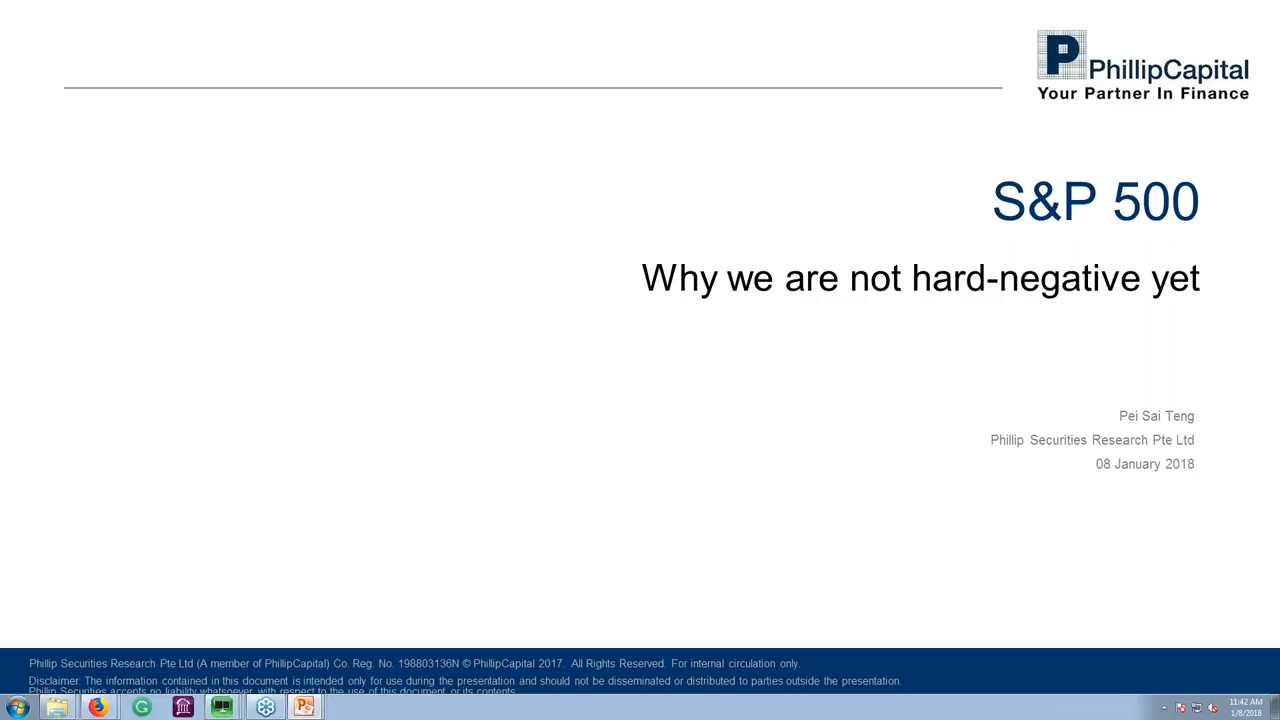 P
PhillipCapital
Your Partner In Finance
S&P 500
Why we are not hard-negative yet
Pei Sai Teng
Phillip Securities Research Pte Ltd
08 January 2018
Phillip Securities Research Pte Ltd (A member of PhillipCapital) Co. Reg. No. 198803136N © PhillipCapital 2017. All Rights Reserved. For internal circulation only.
Disclaimer: The information contained in this document is intended only for use during the presentation and should not be disseminated or distributed to parties outside the presentation.
Phillip Securities accepts no liability whatsoever with respect to the use of this document or its contents.
11:42 AM
1/8/2018